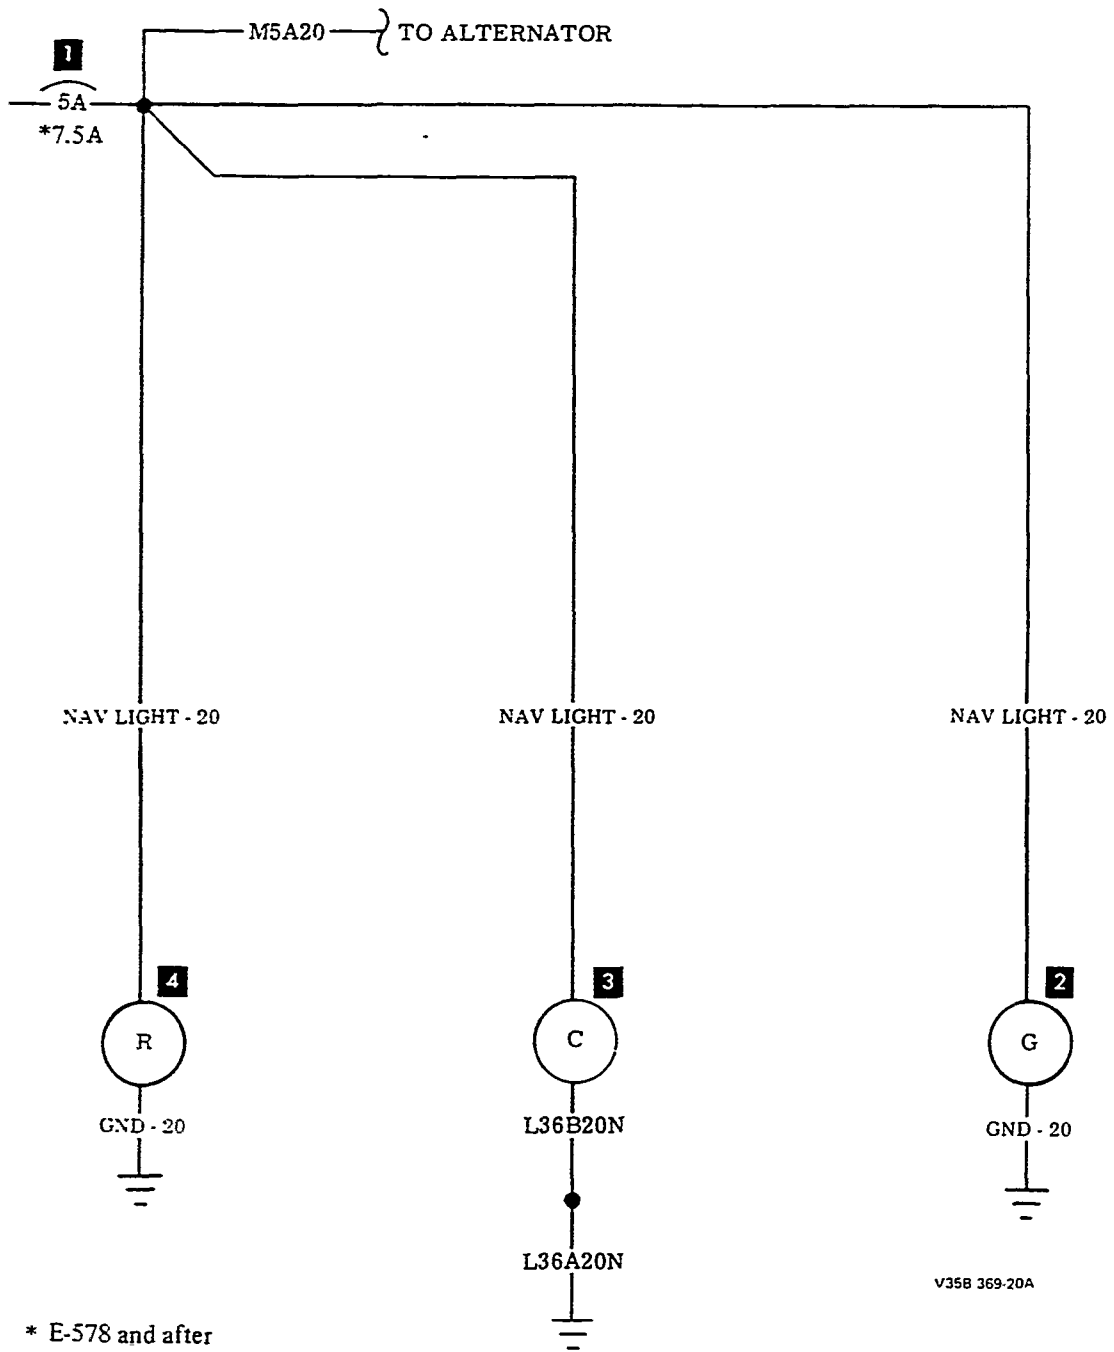 M5A20 TO ALTERNATOR
1
5A
*7.5A
NAV LIGHT - 20 NAV LIGHT - 20 NAV LIGHT - 20
4 3 2
R C G
GND - 20 L36B20N GND - 20
L36A20N
V35B 369-20A
* E-578 and after